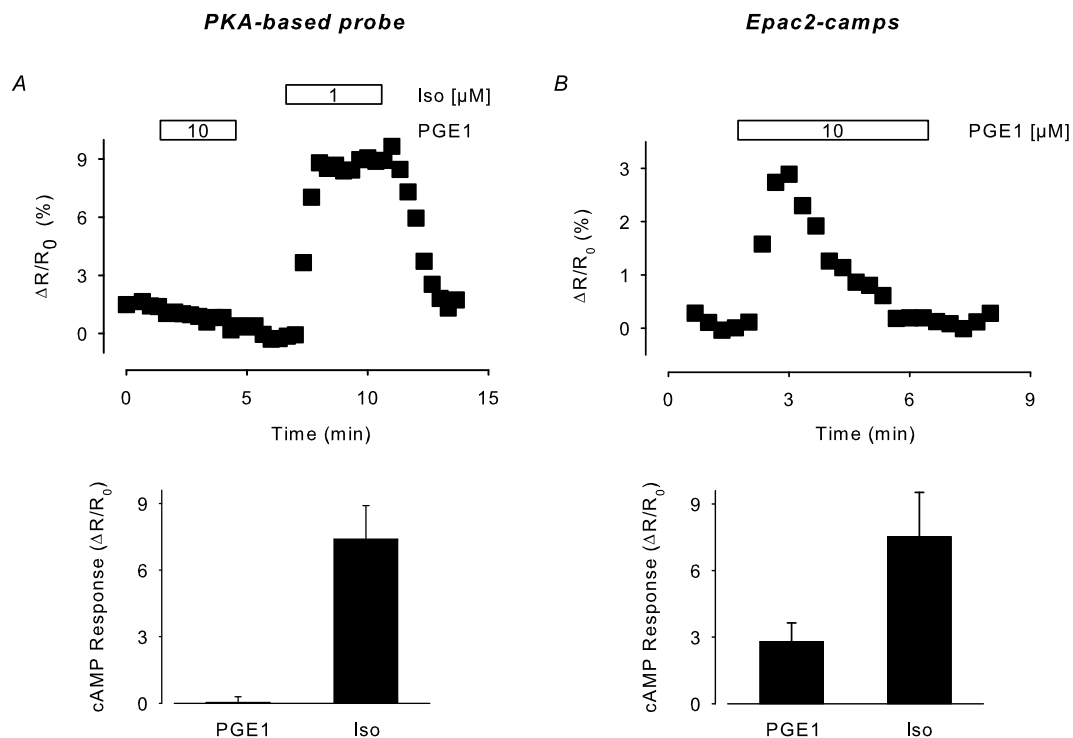 PKA-based probe
Epac2-camps
A
1
Iso [µM]
10
PGE1
9
6
3
0
ΔR/R0 (%)
0
5
10
15
Time (min)
B
10
PGE1 [µM]
3
2
1
0
ΔR/R0 (%)
0
3
6
9
Time (min)
9
6
3
0
cAMP Response (ΔR/R0)
PGE1
Iso
9
6
3
0
cAMP Response (ΔR/R0)
PGE1
Iso